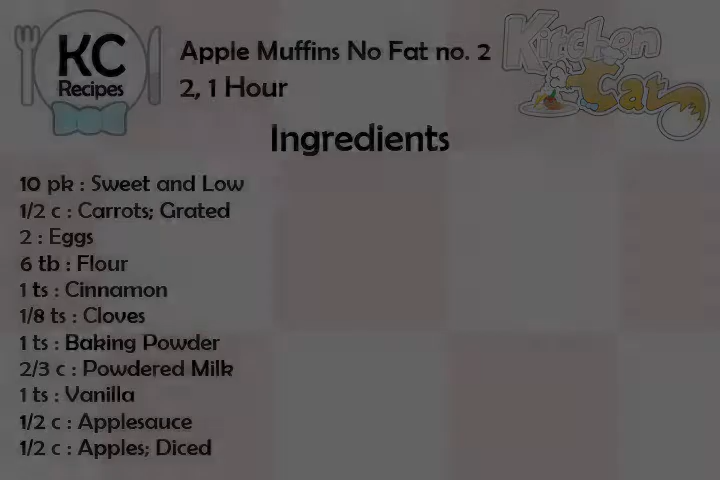 KC
Recipes
Apple Muffins No Fat no. 2
2, 1 Hour
Kitchen
Cat
Ingredients
10 pk : Sweet and Low
1/2 c : Carrots; Grated
2 : Eggs
6 tb : Flour
1 ts : Cinnamon
1/8 ts : Cloves
1 ts : Baking Powder
2/3 c : Powdered Milk
1 ts : Vanilla
1/2 c : Applesauce
1/2 c : Apples; Diced